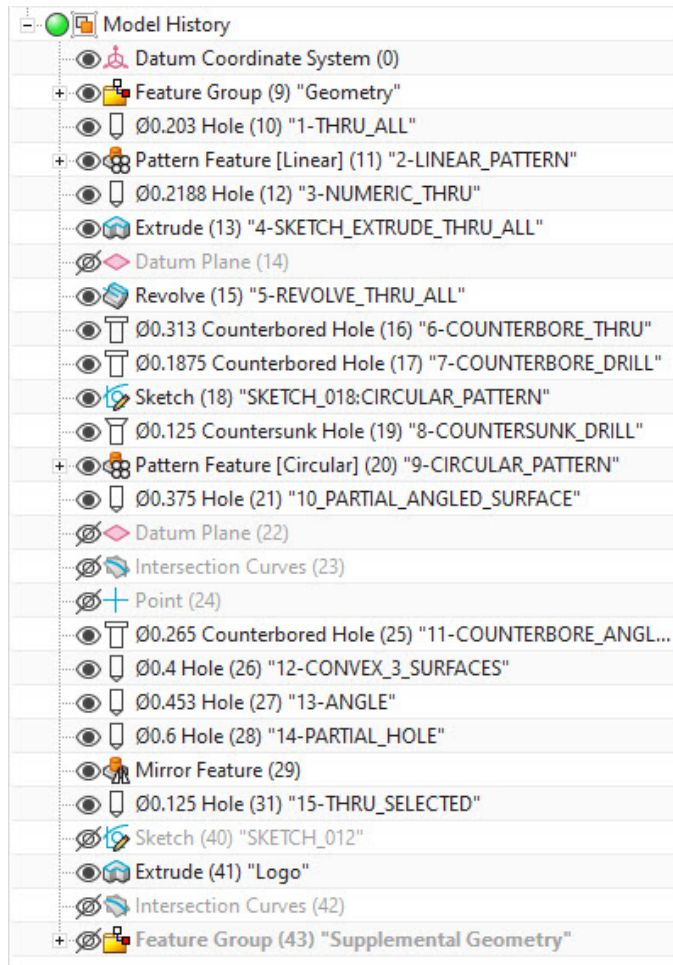 Model History
Datum Coordinate System (0)
Feature Group (9) "Geometry"
Ø0.203 Hole (10) "1-THRU_ALL"
Pattern Feature [Linear] (11) "2-LINEAR_PATTERN"
Ø0.2188 Hole (12) "3-NUMERIC_THRU"
Extrude (13) "4-SKETCH_EXTRUDE_THRU_ALL"
Datum Plane (14)
Revolve (15) "5-REVOLVE_THRU_ALL"
Ø0.313 Counterbored Hole (16) "6-COUNTERBORE_THRU"
Ø0.1875 Counterbored Hole (17) "7-COUNTERBORE_DRILL"
Sketch (18) "SKETCH_018:CIRCULAR_PATTERN"
Ø0.125 Countersunk Hole (19) "8-COUNTERSUNK_DRILL"
Pattern Feature [Circular] (20) "9-CIRCULAR_PATTERN"
Ø0.375 Hole (21) "10_PARTIAL_ANGLED_SURFACE"
Datum Plane (22)
Intersection Curves (23)
Point (24)
Ø0.265 Counterbored Hole (25) "11-COUNTERBORE_ANGL...
Ø0.4 Hole (26) "12-CONVEX_3_SURFACES"
Ø0.453 Hole (27) "13-ANGLE"
Ø0.6 Hole (28) "14-PARTIAL_HOLE"
Mirror Feature (29)
Ø0.125 Hole (31) "15-THRU_SELECTED"
Sketch (40) "SKETCH_012"
Extrude (41) "Logo"
Intersection Curves (42)
Feature Group (43) "Supplemental Geometry"